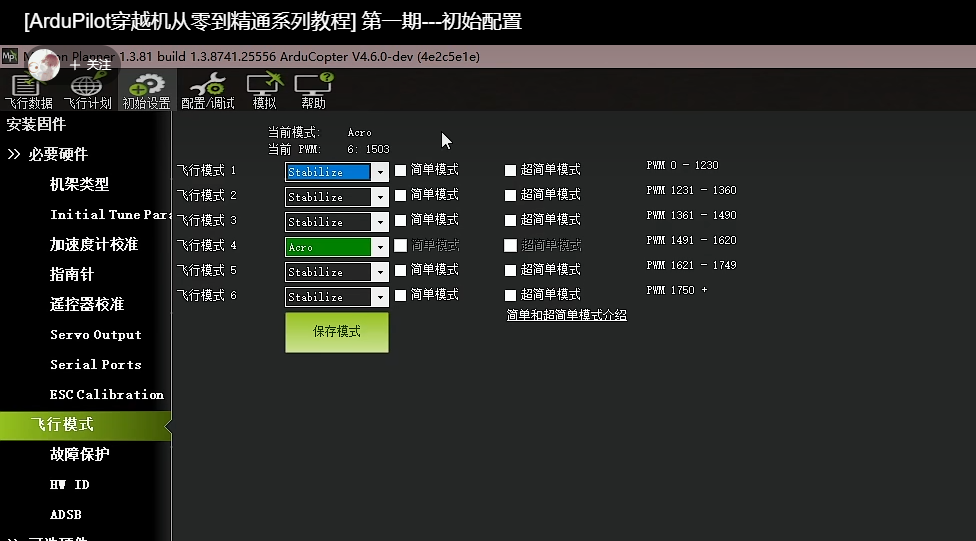 [ArduPilot穿越机从零到精通系列教程] 第一期---初始配置
Planner 1.3.81 build 1.3.8741.25556 ArduCopter V4.6.0-dev (4e2c5e1e)
+ 关注
飞行数据 飞行计划 初始设置 配置/调试 模拟 帮助
安装固件
>> 必要硬件
机架类型
Initial Tune Para
加速度计校准
指南针
遥控器校准
Servo Output
Serial Ports
ESC Calibration
飞行模式
故障保护
HW ID
ADSB
>> 可选硬件
当前模式: Acro
当前 PWM: 6: 1503
飞行模式 1 Stabilize 简单模式 超简单模式 PWM 0 - 1230
飞行模式 2 Stabilize 简单模式 超简单模式 PWM 1231 - 1360
飞行模式 3 Stabilize 简单模式 超简单模式 PWM 1361 - 1490
飞行模式 4 Acro 简单模式 超简单模式 PWM 1491 - 1620
飞行模式 5 Stabilize 简单模式 超简单模式 PWM 1621 - 1749
飞行模式 6 Stabilize 简单模式 超简单模式 PWM 1750 +
简单和超简单模式介绍
保存模式